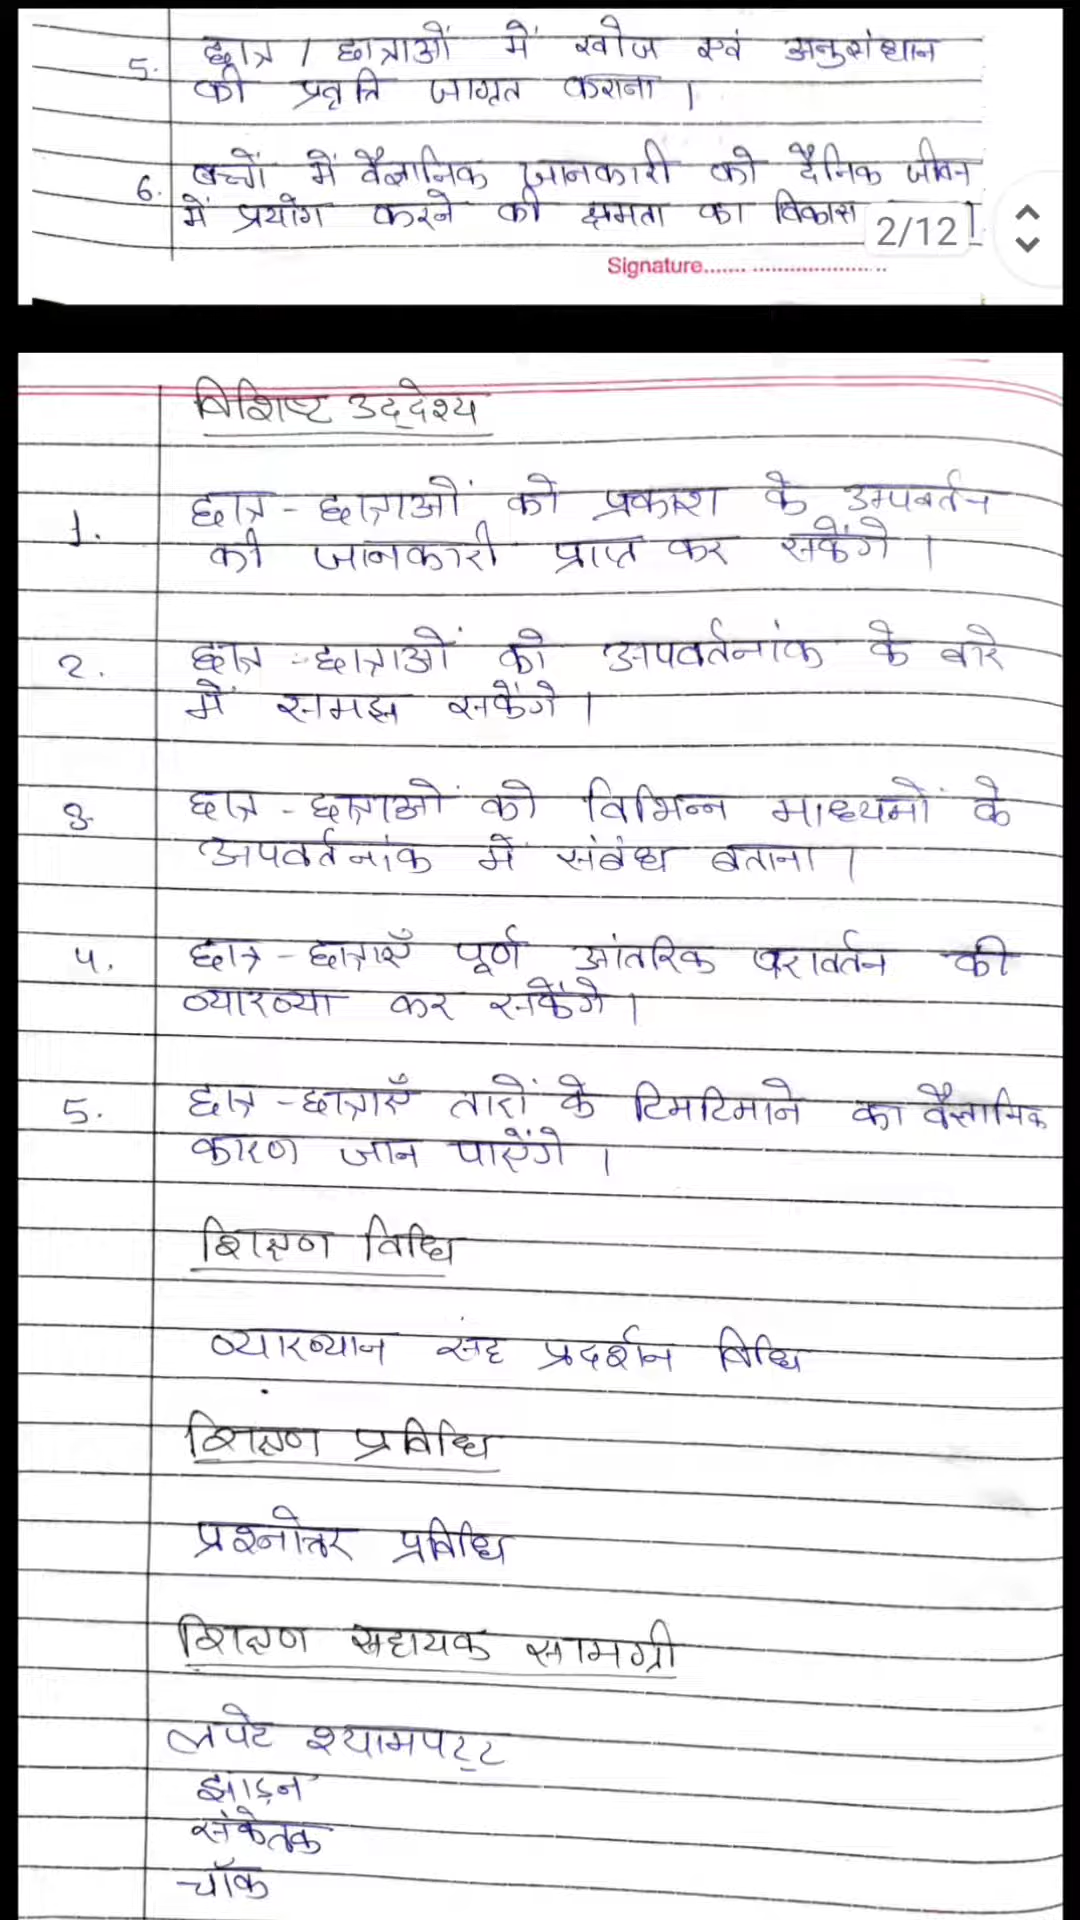 5. छात्र / छात्राओं में खोज एवं अनुसंधान
की प्रवृत्ति जाग्रत कराना ।
6. बच्चों में वैज्ञानिक जानकारी को दैनिक जीवन
में प्रयोग करने की क्षमता का विकास
2/12
Signature..........................
विशिष्ट उद्देश्य
1. छात्र - छात्राओं को प्रकाश के अपवर्तन
की जानकारी प्राप्त कर सकेंगे ।
2. छात्र - छात्राओं को अपवर्तनांक के बारे
में समझ सकेंगे ।
3. छात्र - छात्राओं को विभिन्न माध्यमों के
अपवर्तनांक में संबंध बताना ।
4. छात्र - छात्राएँ पूर्ण आंतरिक परावर्तन की
व्याख्या कर सकेंगे ।
5. छात्र - छात्राएँ तारों के टिमटिमाने का वैज्ञानिक
कारण जान पाएंगे ।
शिक्षण विधि
व्याख्यान सह प्रदर्शन विधि
शिक्षण प्रविधि
प्रश्नोत्तर प्रविधि
शिक्षण सहायक सामग्री
लपेट श्यामपट्ट
झाड़न
संकेतक
चॉक